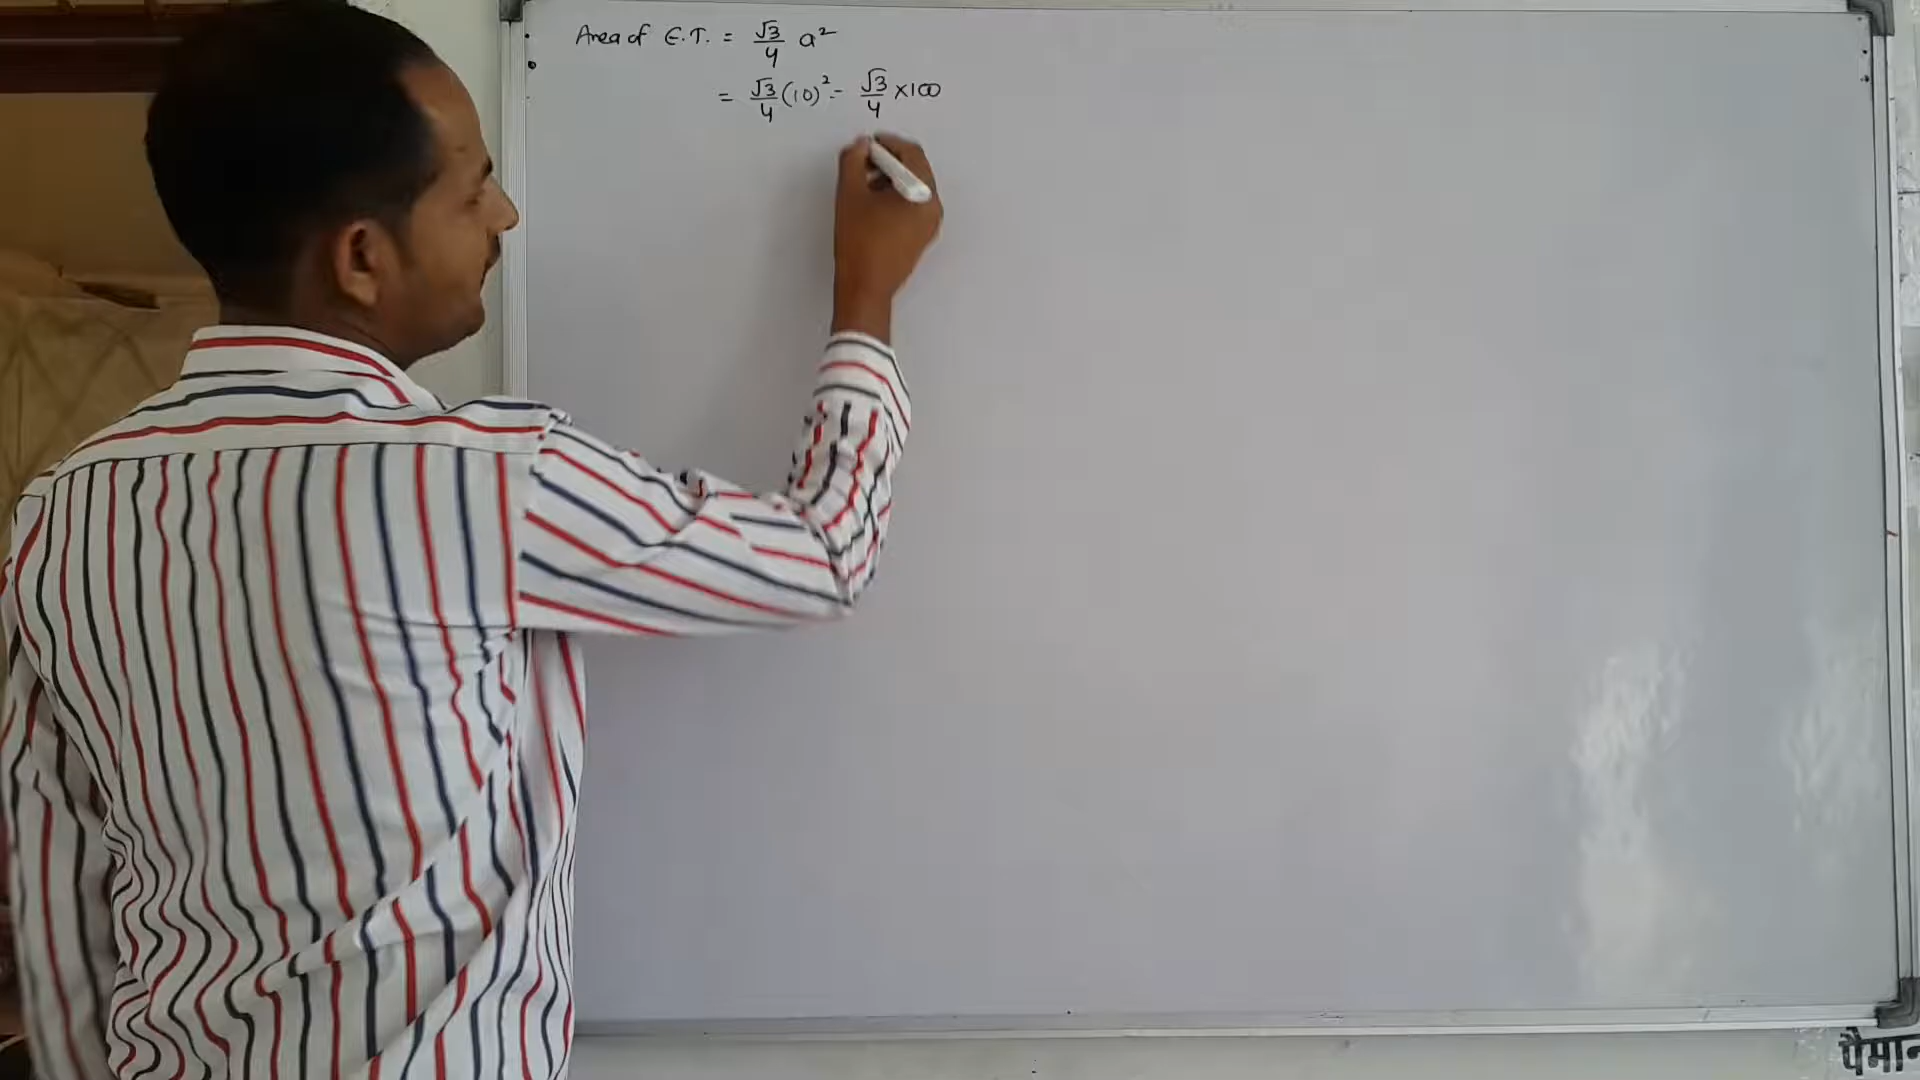 Area of E.T. = √3/4 a²
= √3/4 (10)² = √3/4 ×100
पैमान